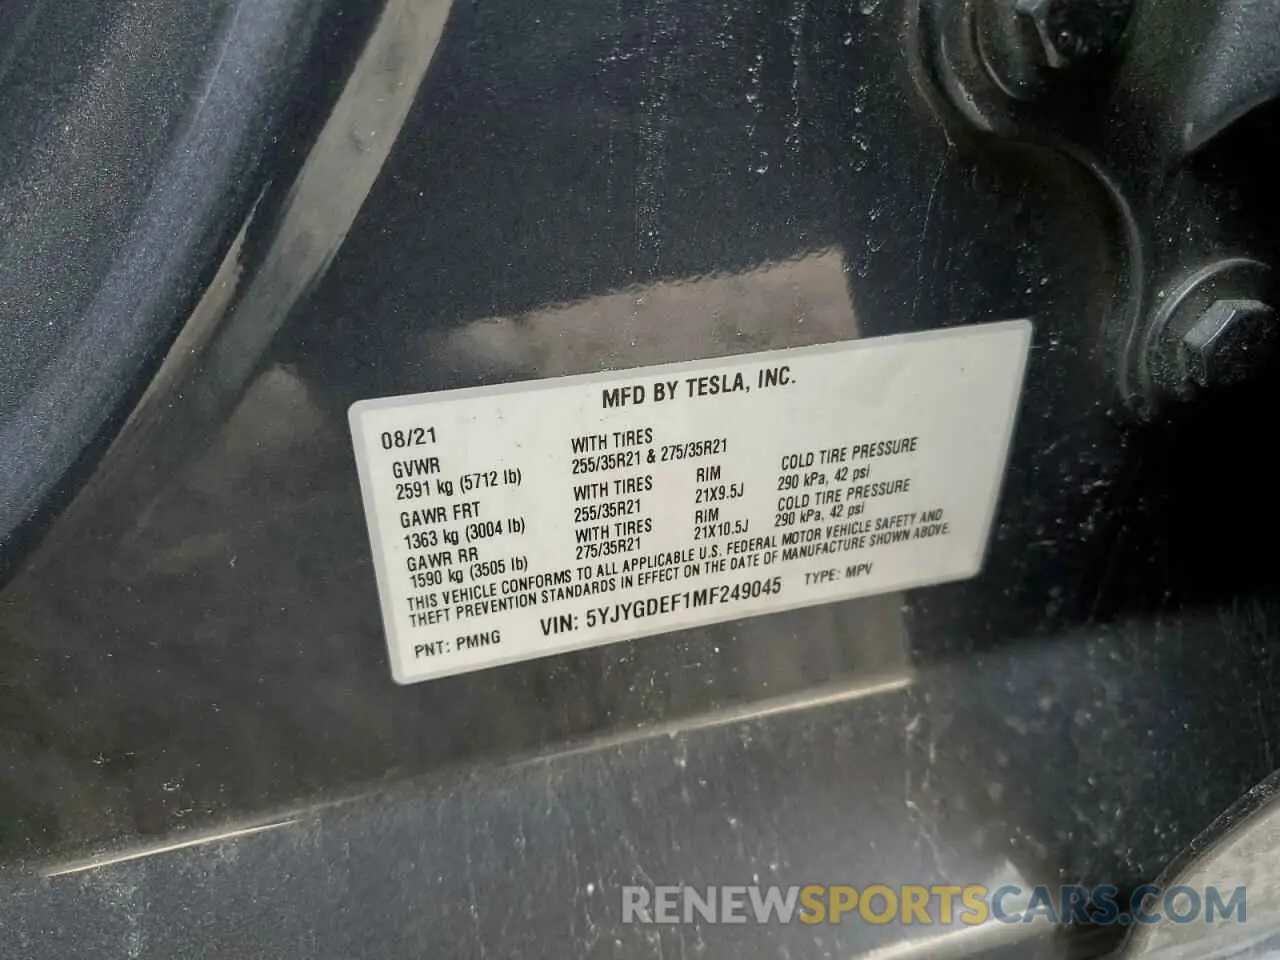 MFD BY TESLA, INC.
08/21
GVWR
2591 kg (5712 lb)
WITH TIRES
255/35R21 & 275/35R21
GAWR FRT
1363 kg (3004 lb)
WITH TIRES
255/35R21
RIM
21X9.5J
COLD TIRE PRESSURE
290 kPa, 42 psi
GAWR RR
1590 kg (3505 lb)
WITH TIRES
275/35R21
RIM
21X10.5J
COLD TIRE PRESSURE
290 kPa, 42 psi
THIS VEHICLE CONFORMS TO ALL APPLICABLE U.S. FEDERAL MOTOR VEHICLE SAFETY AND
THEFT PREVENTION STANDARDS IN EFFECT ON THE DATE OF MANUFACTURE SHOWN ABOVE.
PNT: PMNG VIN: 5YJYGDEF1MF249045 TYPE: MPV
RENEWSPORTSCARS.COM